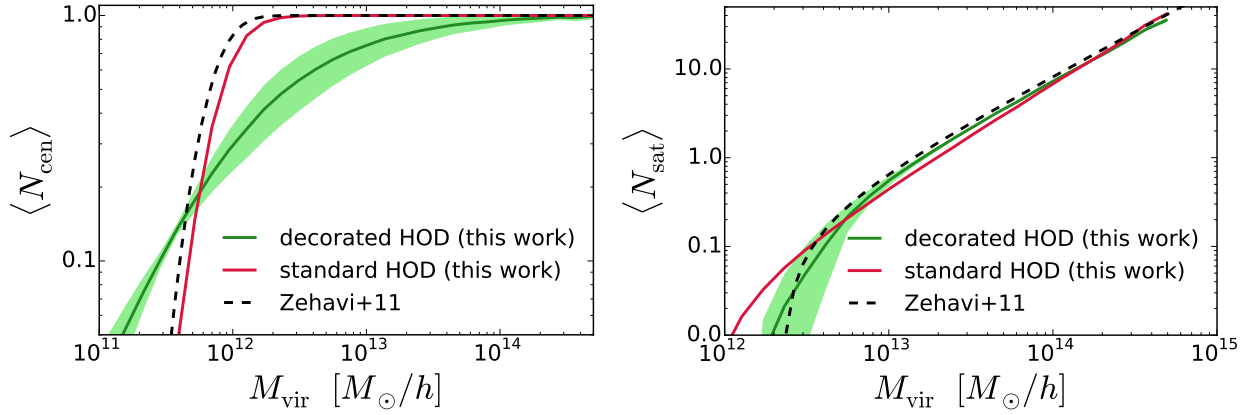 1.0
0.1
⟨N_cen⟩
decorated HOD (this work)
standard HOD (this work)
Zehavi+11
10^11 10^12 10^13 10^14
M_vir [M_⊙/h]
10.0
1.0
0.1
0.0
⟨N_sat⟩
decorated HOD (this work)
standard HOD (this work)
Zehavi+11
10^12 10^13 10^14 10^15
M_vir [M_⊙/h]